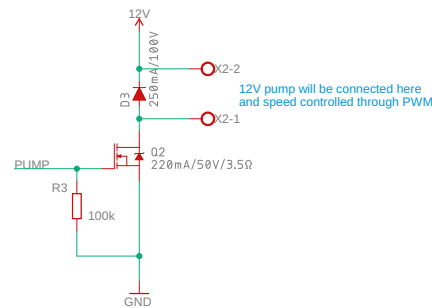 12V
X2-2
D3
250mA/100V
12V pump will be connected here
and speed controlled through PWM
X2-1
Q2
220mA/50V/3.5Ω
PUMP
R3
100k
GND